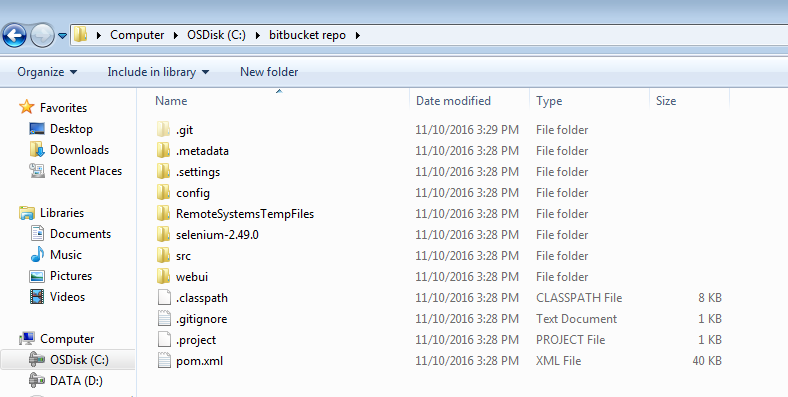 Computer OSDisk (C:) bitbucket repo
Organize Include in library New folder
Favorites
Desktop
Downloads
Recent Places
Libraries
Documents
Music
Pictures
Videos
Computer
OSDisk (C:)
DATA (D:)
Name Date modified Type Size
.git 11/10/2016 3:29 PM File folder
.metadata 11/10/2016 3:28 PM File folder
.settings 11/10/2016 3:28 PM File folder
config 11/10/2016 3:28 PM File folder
RemoteSystemsTempFiles 11/10/2016 3:28 PM File folder
selenium-2.49.0 11/10/2016 3:28 PM File folder
src 11/10/2016 3:28 PM File folder
webui 11/10/2016 3:28 PM File folder
.classpath 11/10/2016 3:28 PM CLASSPATH File 8 KB
.gitignore 11/10/2016 3:28 PM Text Document 1 KB
.project 11/10/2016 3:28 PM PROJECT File 1 KB
pom.xml 11/10/2016 3:28 PM XML File 40 KB